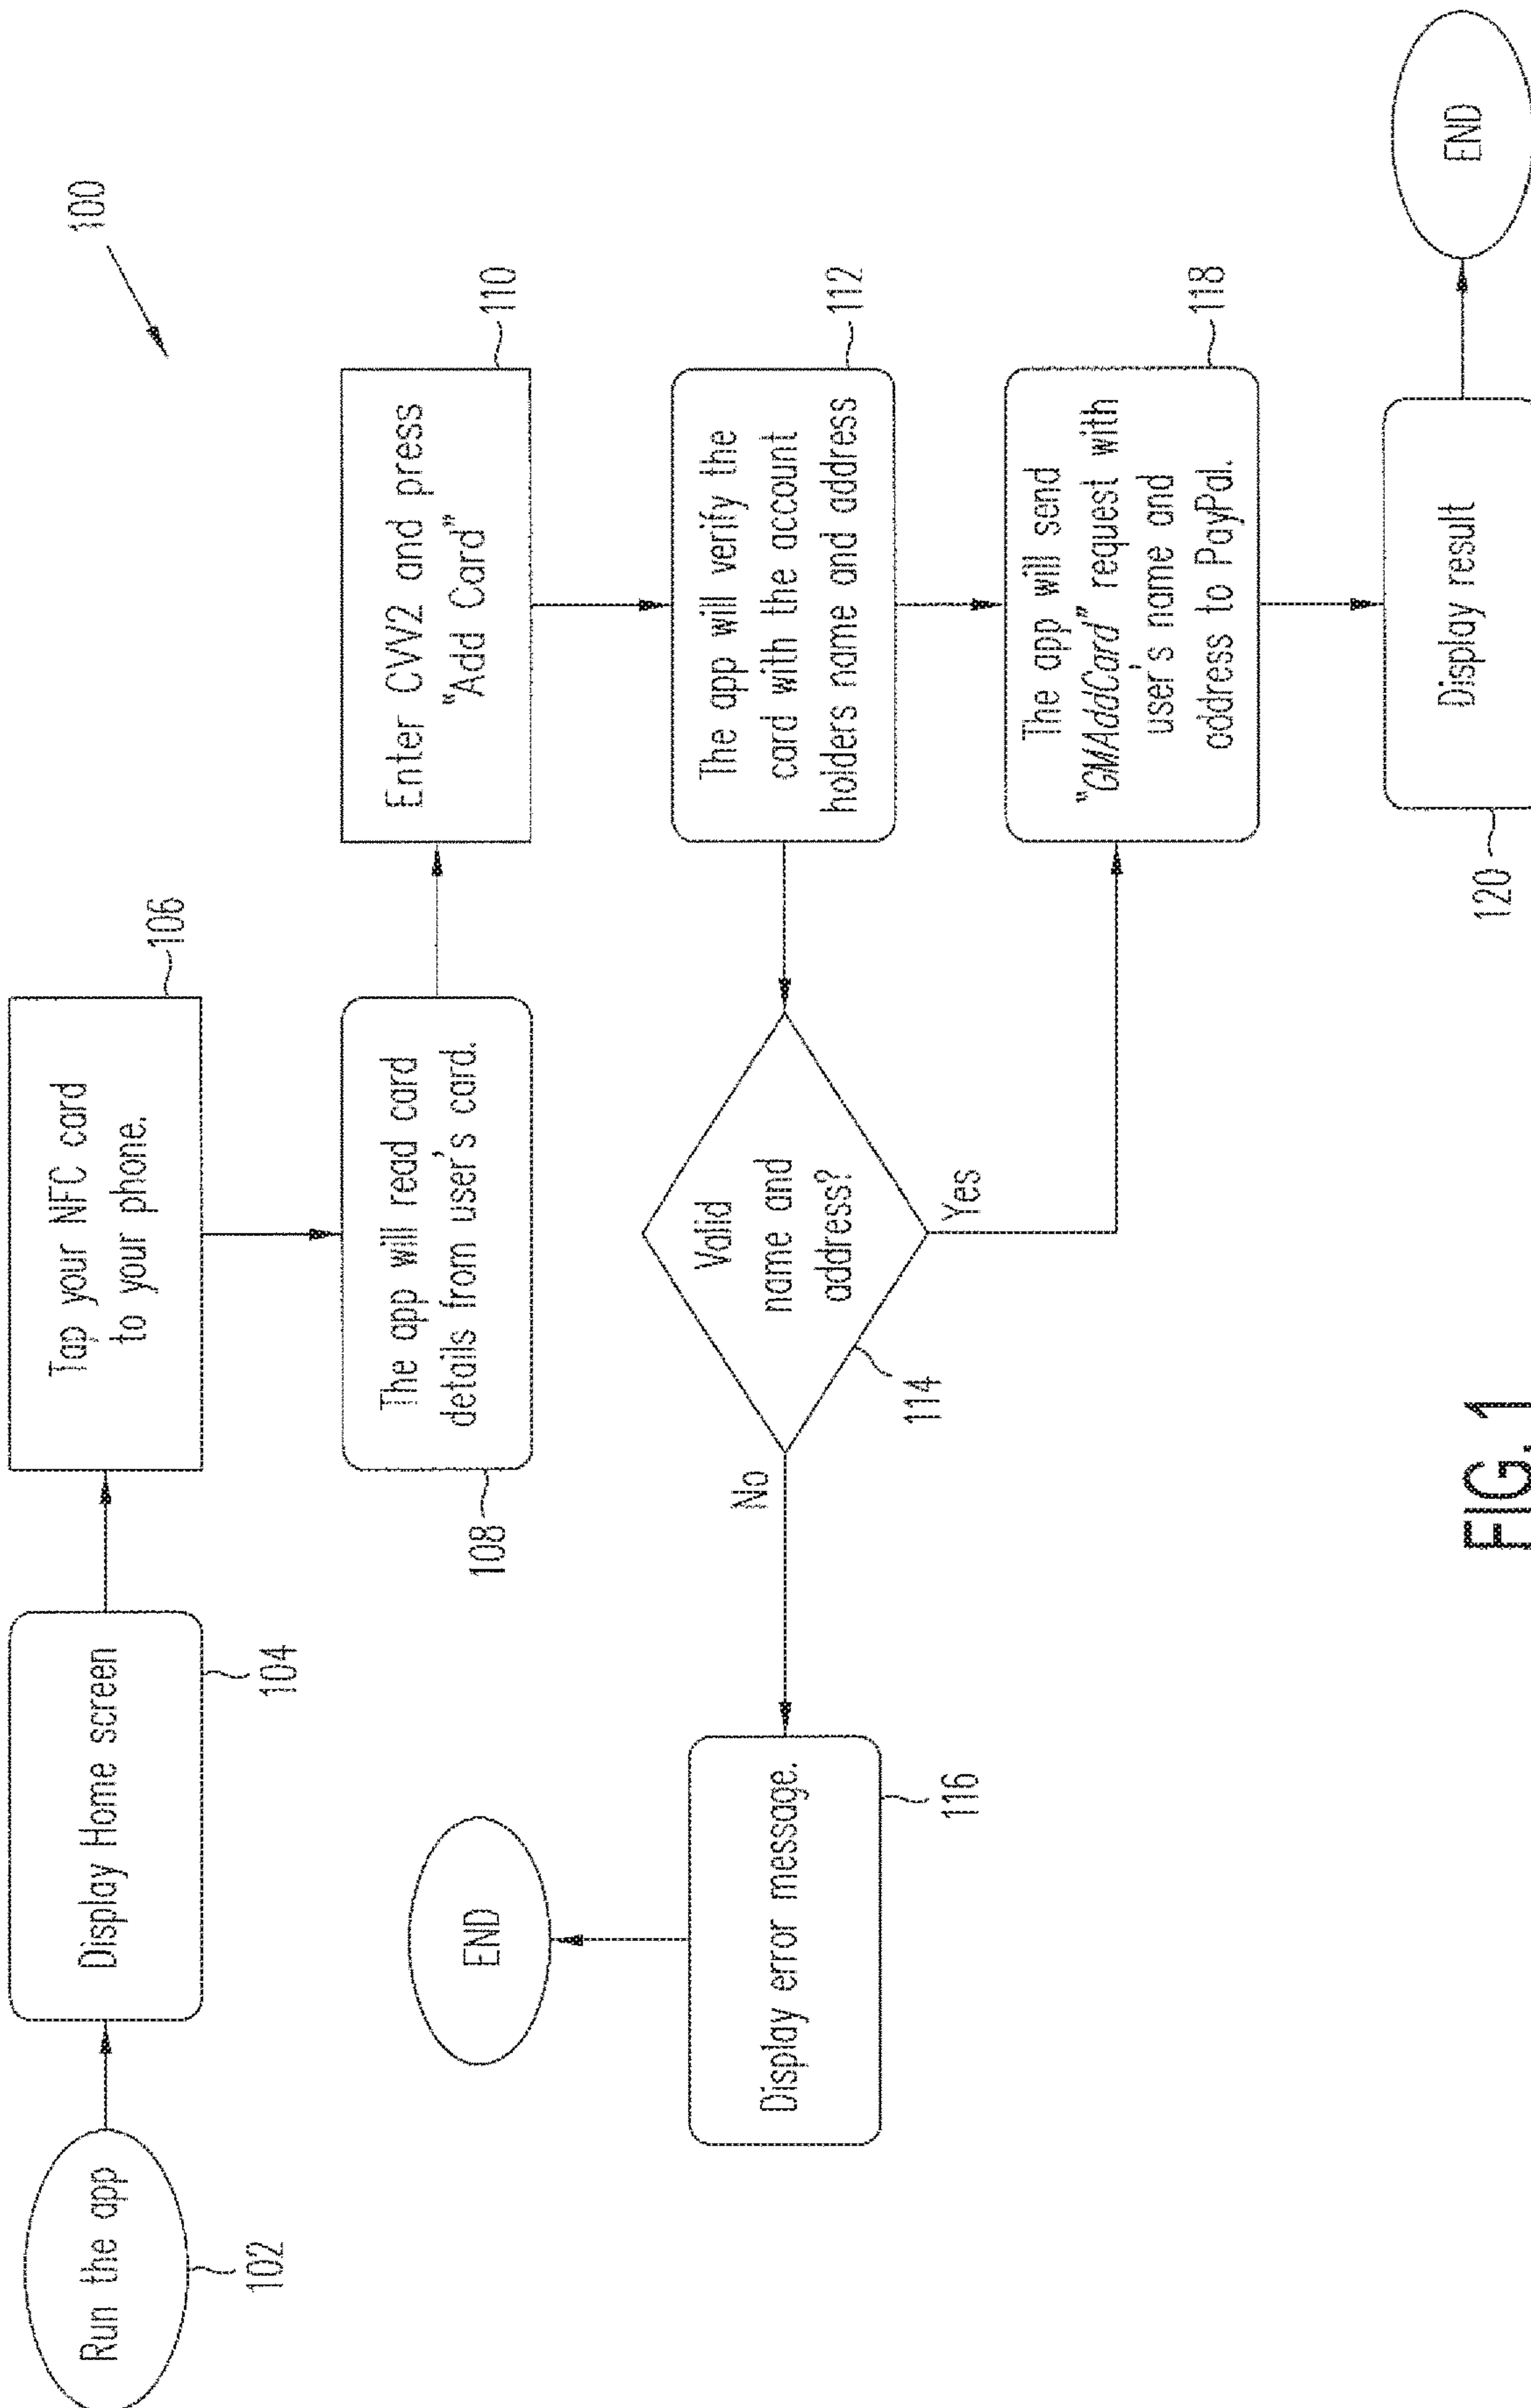 100
Run the app
102
Display Home screen
104
Tap your NFC card
to your phone.
106
The app will read card
details from user's card.
108
Enter CVV2 and press
"Add Card"
110
The app will verify the
card with the account
holders name and address
112
Valid
name and
address?
114
No
Yes
Display error message.
116
END
The app will send
"GMAddCard" request with
user's name and
address to PayPal.
118
Display result
120
END
FIG. 1